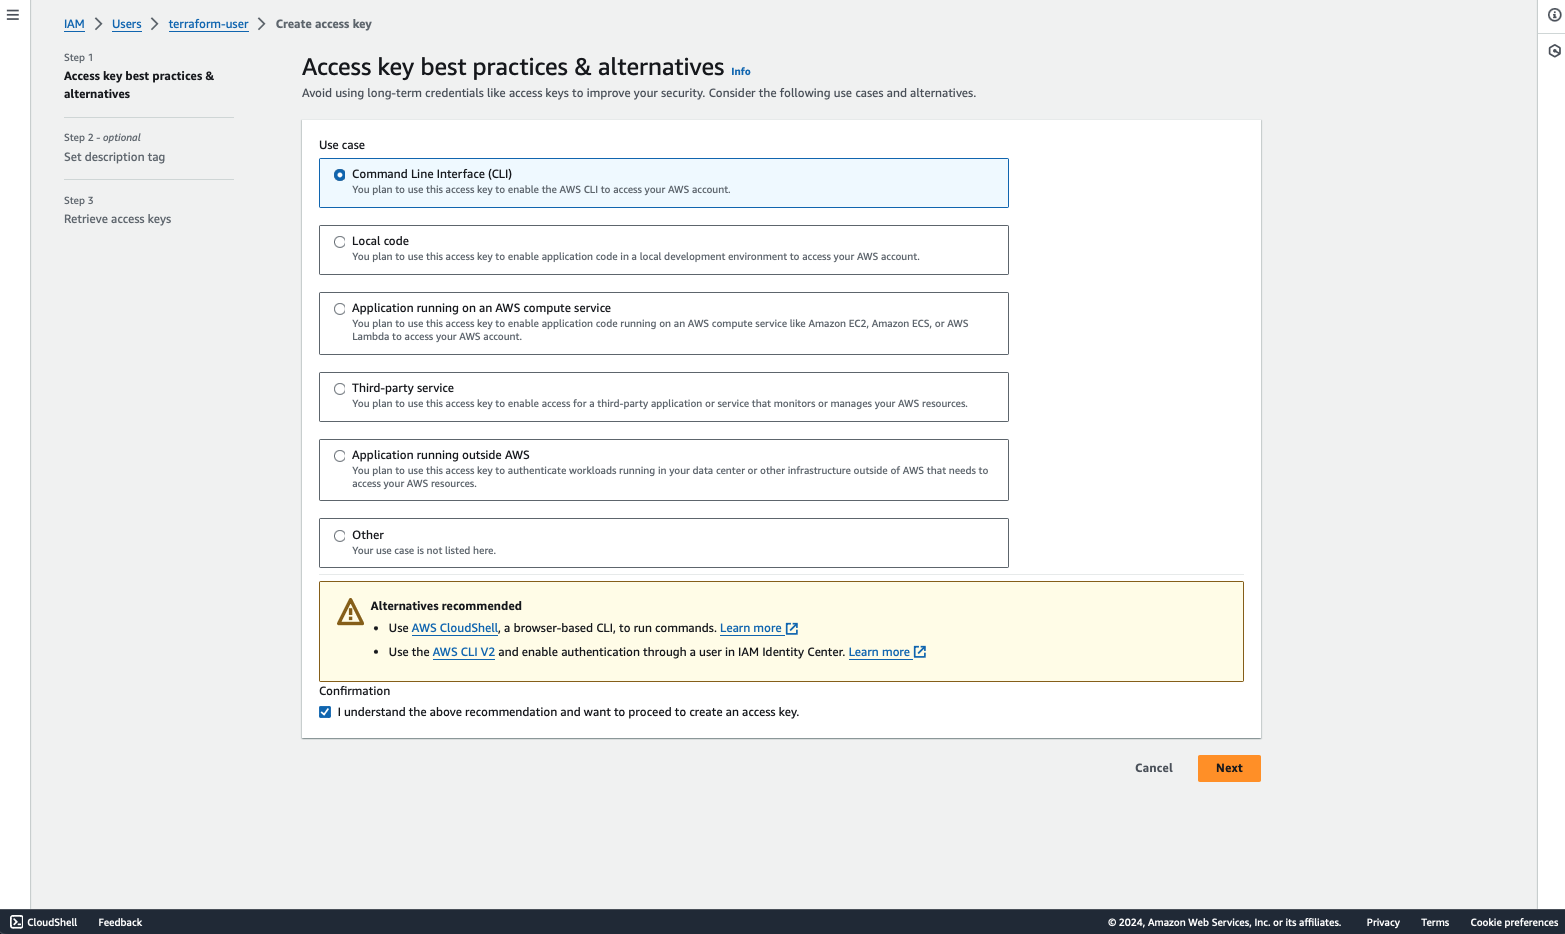 IAM > Users > terraform-user > Create access key
Step 1
Access key best practices &
alternatives
Step 2 - optional
Set description tag
Step 3
Retrieve access keys
Access key best practices & alternatives Info
Avoid using long-term credentials like access keys to improve your security. Consider the following use cases and alternatives.
Use case
Command Line Interface (CLI)
You plan to use this access key to enable the AWS CLI to access your AWS account.
Local code
You plan to use this access key to enable application code in a local development environment to access your AWS account.
Application running on an AWS compute service
You plan to use this access key to enable application code running on an AWS compute service like Amazon EC2, Amazon ECS, or AWS
Lambda to access your AWS account.
Third-party service
You plan to use this access key to enable access for a third-party application or service that monitors or manages your AWS resources.
Application running outside AWS
You plan to use this access key to authenticate workloads running in your data center or other infrastructure outside of AWS that needs to
access your AWS resources.
Other
Your use case is not listed here.
Alternatives recommended
• Use AWS CloudShell, a browser-based CLI, to run commands. Learn more
• Use the AWS CLI V2 and enable authentication through a user in IAM Identity Center. Learn more
Confirmation
I understand the above recommendation and want to proceed to create an access key.
Cancel Next
CloudShell Feedback © 2024, Amazon Web Services, Inc. or its affiliates. Privacy Terms Cookie preferences